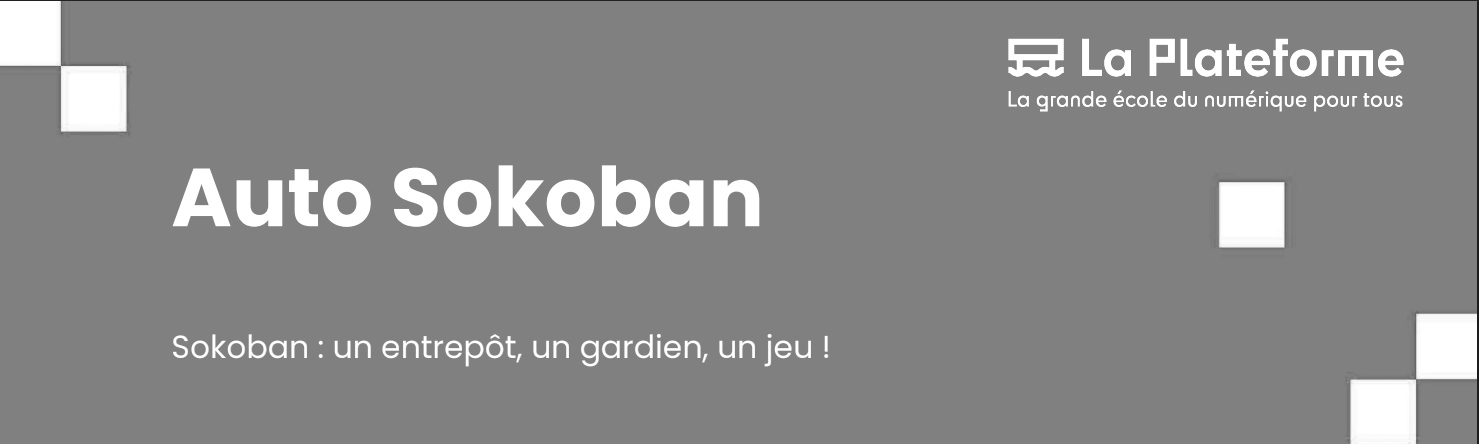 La Plateforme
La grande école du numérique pour tous
Auto Sokoban
Sokoban : un entrepôt, un gardien, un jeu !